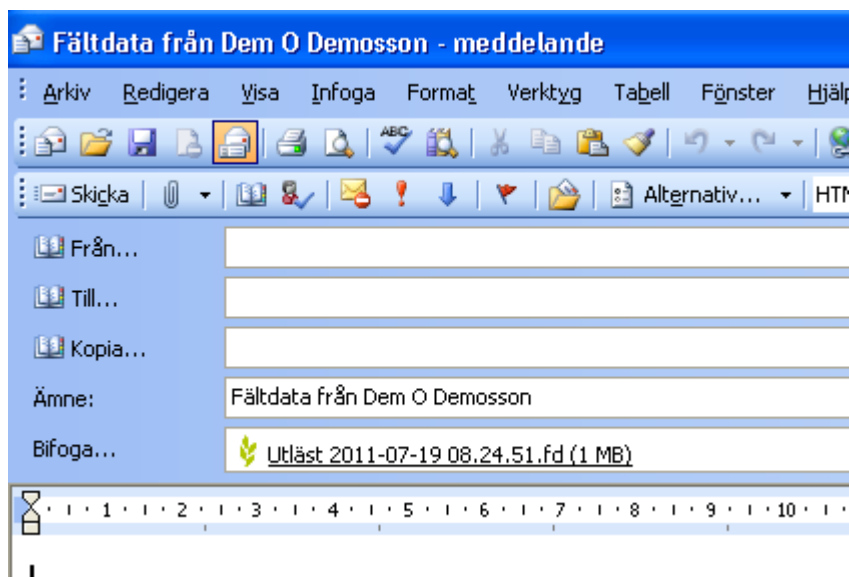 Fältdata från Dem O Demosson - meddelande
Arkiv Redigera Visa Infoga Format Verktyg Tabell Fönster Hjälp
ABC
Skicka Alternativ... HTM
Från...
Till...
Kopia...
Ämne: Fältdata från Dem O Demosson
Bifoga... Utläst 2011-07-19 08.24.51.fd (1 MB)
1 2 3 4 5 6 7 8 9 10